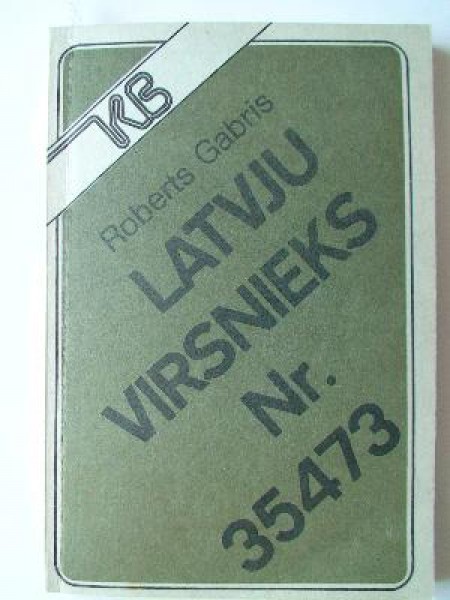 KB
Roberts Gabris
LATVJU
VIRSNIEKS
Nr.
35473